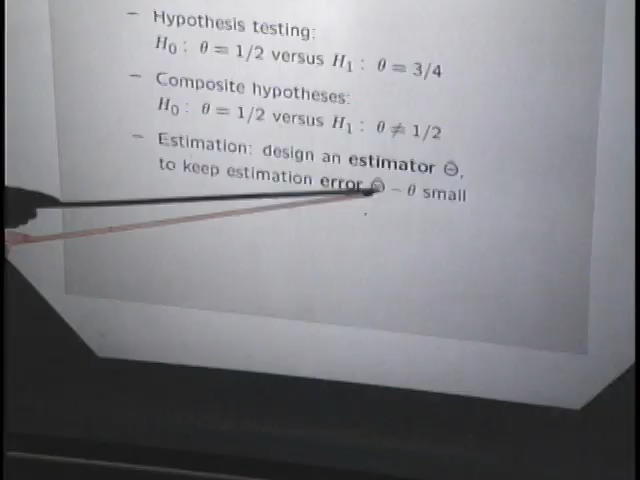 – Hypothesis testing:
H₀ : θ = 1/2 versus H₁ : θ = 3/4
– Composite hypotheses:
H₀ : θ = 1/2 versus H₁ : θ ≠ 1/2
– Estimation: design an estimator Θ̂,
to keep estimation error Θ̂ − θ small